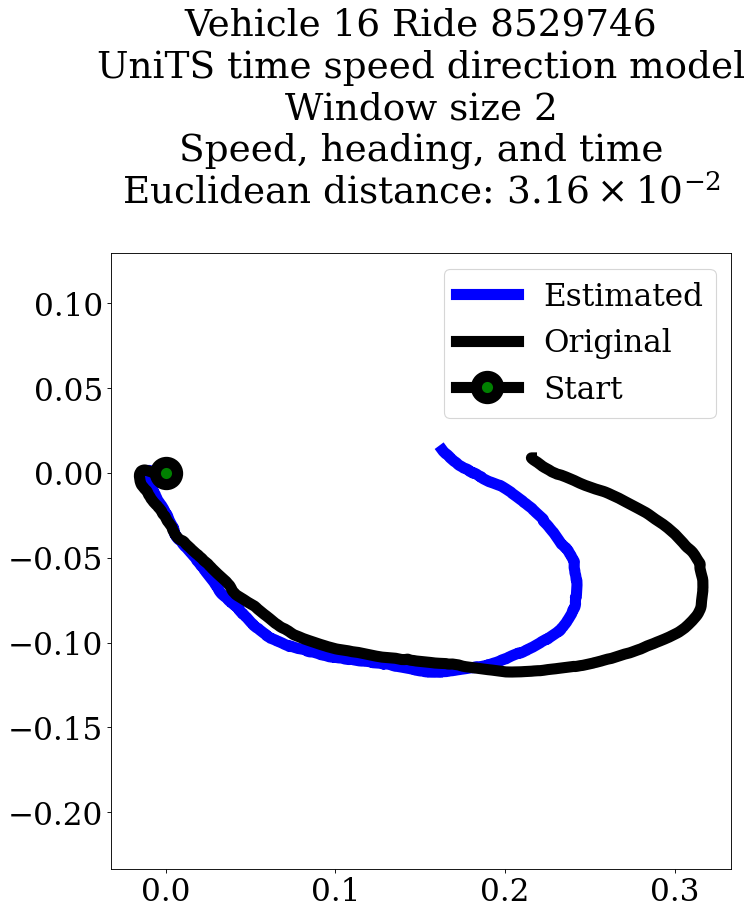 Vehicle 16 Ride 8529746
UniTS time speed direction model
Window size 2
Speed, heading, and time
Euclidean distance: 3.16 × 10⁻²
Estimated
Original
Start
0.10
0.05
0.00
−0.05
−0.10
−0.15
−0.20
0.0 0.1 0.2 0.3